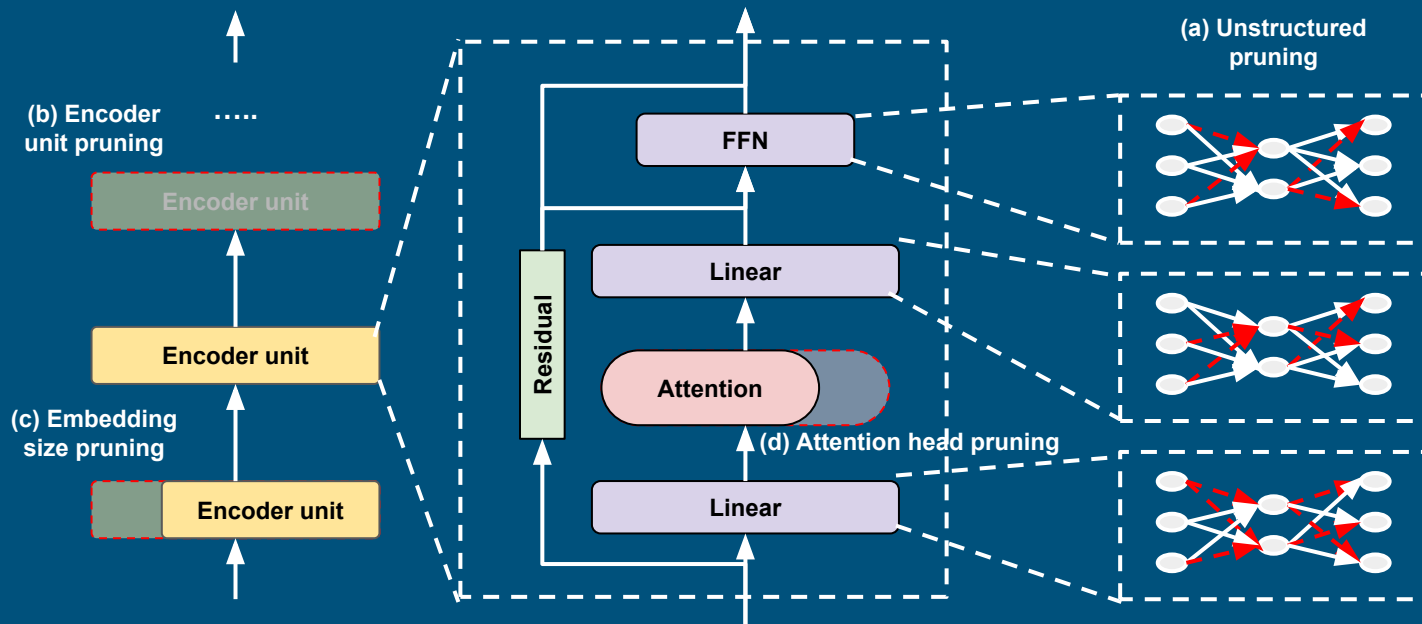 (b) Encoder
unit pruning
.....
Encoder unit
Encoder unit
(c) Embedding
size pruning
Encoder unit
FFN
Linear
Residual
Attention
(d) Attention head pruning
Linear
(a) Unstructured
pruning